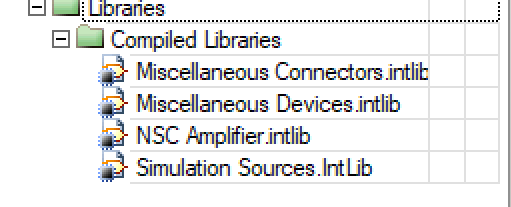 Libraries
Compiled Libraries
Miscellaneous Connectors.intlib
Miscellaneous Devices.intlib
NSC Amplifier.intlib
Simulation Sources.IntLib